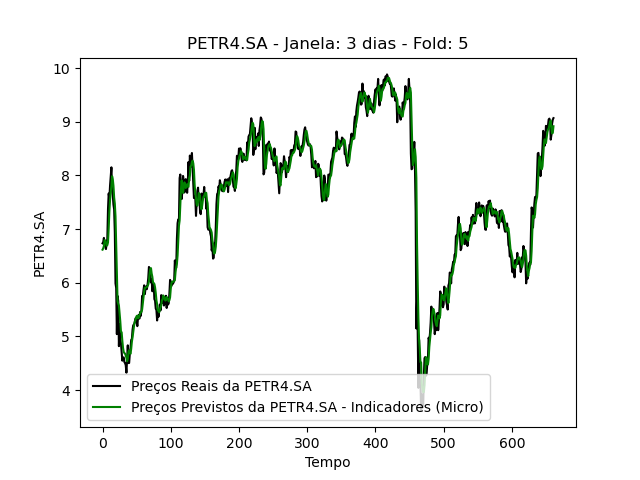 PETR4.SA - Janela: 3 dias - Fold: 5
10
9
8
7
6
5
4
PETR4.SA
Preços Reais da PETR4.SA
Preços Previstos da PETR4.SA - Indicadores (Micro)
0 100 200 300 400 500 600
Tempo